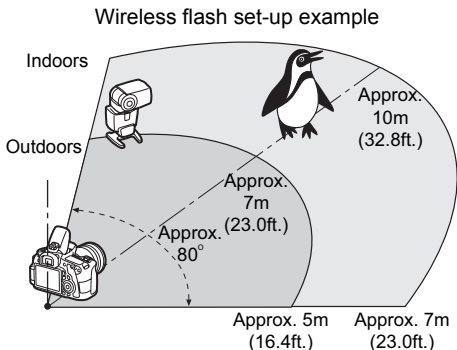 Wireless flash set-up example
Indoors
Approx.
10m
(32.8ft.)
Outdoors
Approx.
7m
(23.0ft.)
Approx.
80°
Approx. 5m
(16.4ft.)
Approx. 7m
(23.0ft.)